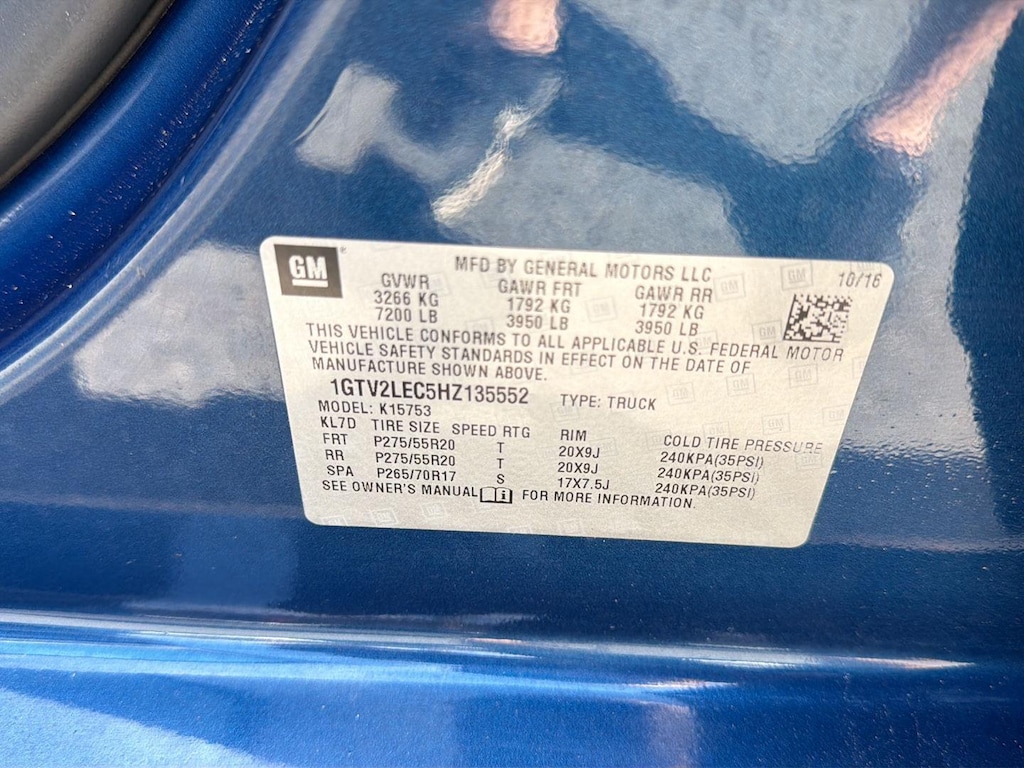 GM MFD BY GENERAL MOTORS LLC 10/16
GVWR GAWR FRT GAWR RR
3266 KG 1792 KG 1792 KG
7200 LB 3950 LB 3950 LB
THIS VEHICLE CONFORMS TO ALL APPLICABLE U.S. FEDERAL MOTOR
VEHICLE SAFETY STANDARDS IN EFFECT ON THE DATE OF
MANUFACTURE SHOWN ABOVE.
1GTV2LEC5HZ135552 TYPE: TRUCK
MODEL: K15753
KL7D TIRE SIZE SPEED RTG RIM COLD TIRE PRESSURE
FRT P275/55R20 T 20X9J 240KPA(35PSI)
RR P275/55R20 T 20X9J 240KPA(35PSI)
SPA P265/70R17 S 17X7.5J 240KPA(35PSI)
SEE OWNER'S MANUAL FOR MORE INFORMATION.